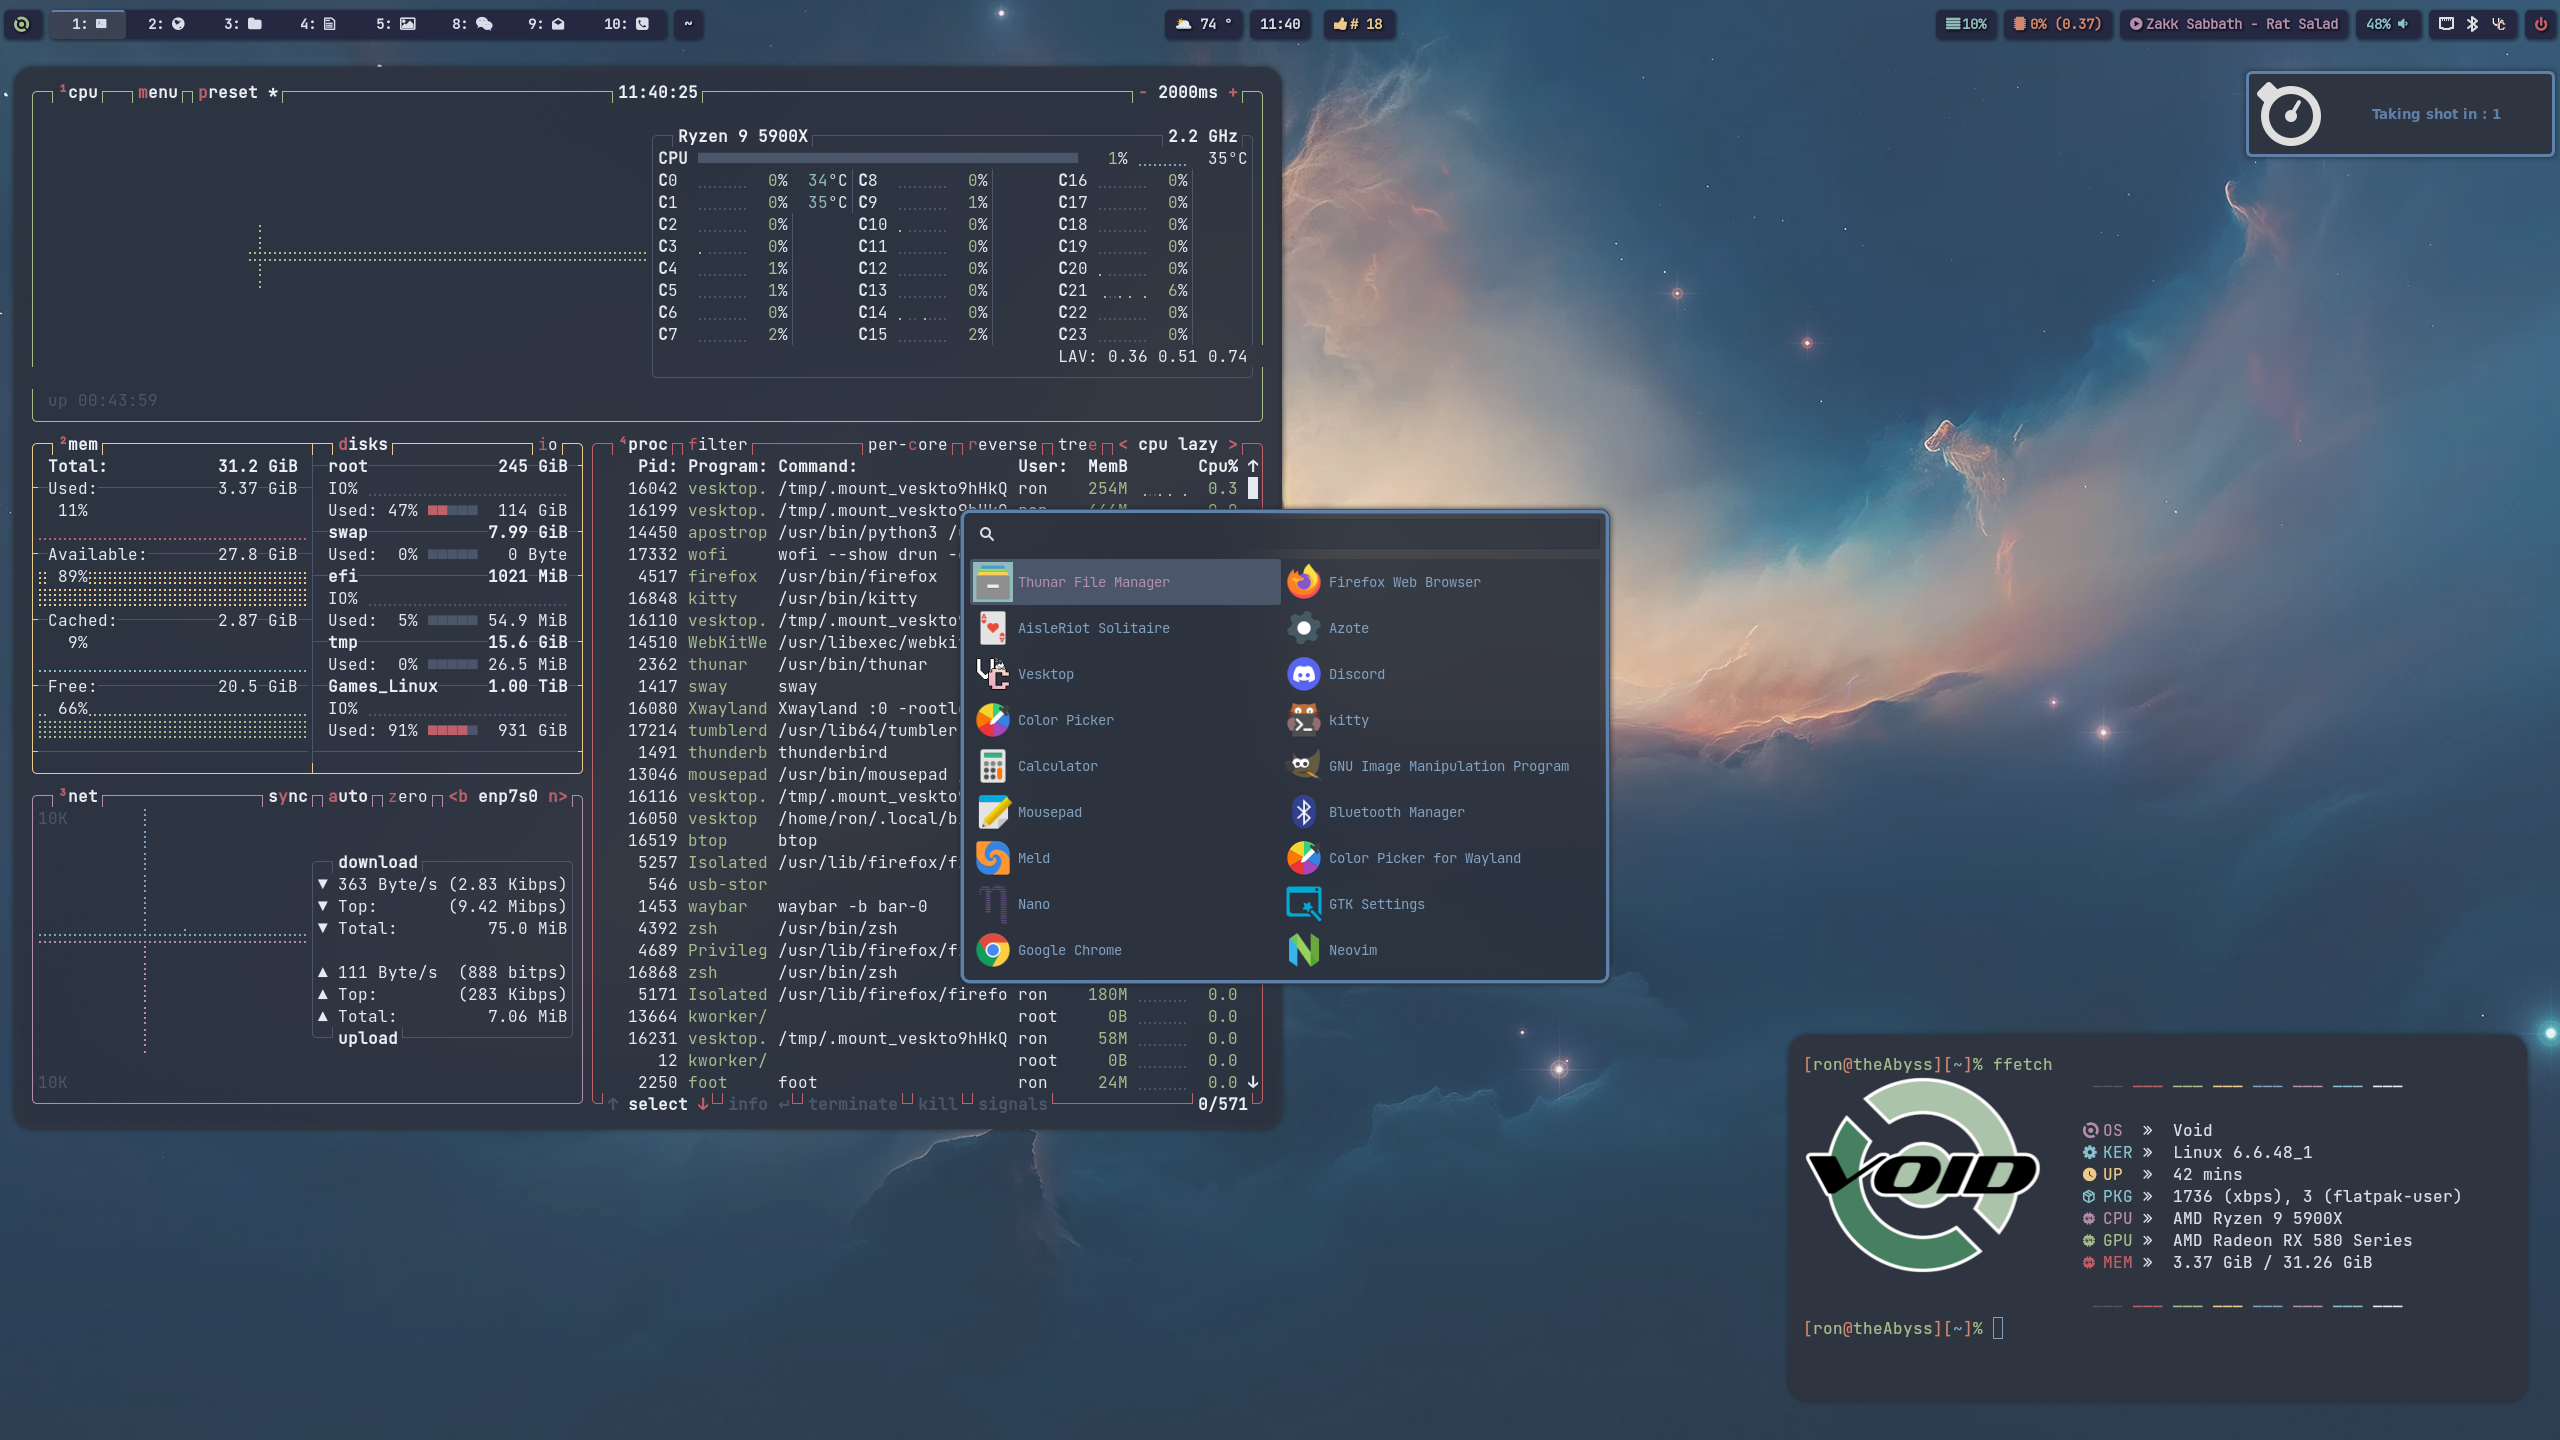 1: 2: 3: 4: 5: 8: 9: 10: ~
74 ° 11:40 # 18
10% 0% (0.37) Zakk Sabbath - Rat Salad 48%
Taking shot in : 1
¹cpu menu preset * 11:40:25 - 2000ms +
Ryzen 9 5900X 2.2 GHz
CPU 1% 35°C
C0 0% 34°C C8 0% C16 0%
C1 0% 35°C C9 1% C17 0%
C2 0% C10 0% C18 0%
C3 0% C11 0% C19 0%
C4 1% C12 0% C20 0%
C5 1% C13 0% C21 6%
C6 0% C14 0% C22 0%
C7 2% C15 2% C23 0%
LAV: 0.36 0.51 0.74
up 00:43:59
²mem
Total: 31.2 GiB
Used: 3.37 GiB
11%
Available: 27.8 GiB
89%
Cached: 2.87 GiB
9%
Free: 20.5 GiB
66%
disks io
root 245 GiB
IO%
Used: 47% 114 GiB
swap 7.99 GiB
Used: 0% 0 Byte
efi 1021 MiB
IO%
Used: 5% 54.9 MiB
tmp 15.6 GiB
Used: 0% 26.5 MiB
Games_Linux 1.00 TiB
IO%
Used: 91% 931 GiB
³net sync auto zero <b enp7s0 n>
10K
download
▼ 363 Byte/s (2.83 Kibps)
▼ Top: (9.42 Mibps)
▼ Total: 75.0 MiB
▲ 111 Byte/s (888 bitps)
▲ Top: (283 Kibps)
▲ Total: 7.06 MiB
upload
10K
⁴proc filter per-core reverse tree < cpu lazy >
Pid: Program: Command: User: MemB Cpu% ↑
16042 vesktop. /tmp/.mount_veskto9hHkQ ron 254M 0.3
16199 vesktop. /tmp/.mount_veskto9hHkQ ron
14450 apostrop /usr/bin/python3
17332 wofi wofi --show drun
4517 firefox /usr/bin/firefox
16848 kitty /usr/bin/kitty
16110 vesktop. /tmp/.mount_veskto
14510 WebKitWe /usr/libexec/webki
2362 thunar /usr/bin/thunar
1417 sway sway
16080 Xwayland Xwayland :0 -rootl
17214 tumblerd /usr/lib64/tumbler
1491 thunderb thunderbird
13046 mousepad /usr/bin/mousepad
16116 vesktop. /tmp/.mount_veskto
16050 vesktop /home/ron/.local/b
16519 btop btop
5257 Isolated /usr/lib/firefox/f
546 usb-stor
1453 waybar waybar -b bar-0
4392 zsh /usr/bin/zsh
4689 Privileg /usr/lib/firefox/f
16868 zsh /usr/bin/zsh
5171 Isolated /usr/lib/firefox/firefo ron 180M 0.0
13664 kworker/ root 0B 0.0
16231 vesktop. /tmp/.mount_veskto9hHkQ ron 58M 0.0
12 kworker/ root 0B 0.0
2250 foot foot ron 24M 0.0 ↓
↑ select ↓ info ↵ terminate kill signals 0/571
Thunar File Manager Firefox Web Browser
AisleRiot Solitaire Azote
Vesktop Discord
Color Picker kitty
Calculator GNU Image Manipulation Program
Mousepad Bluetooth Manager
Meld Color Picker for Wayland
Nano GTK Settings
Google Chrome Neovim
[ron@theAbyss][~]% ffetch
VOID
OS » Void
KER » Linux 6.6.48_1
UP » 42 mins
PKG » 1736 (xbps), 3 (flatpak-user)
CPU » AMD Ryzen 9 5900X
GPU » AMD Radeon RX 580 Series
MEM » 3.37 GiB / 31.26 GiB
[ron@theAbyss][~]%